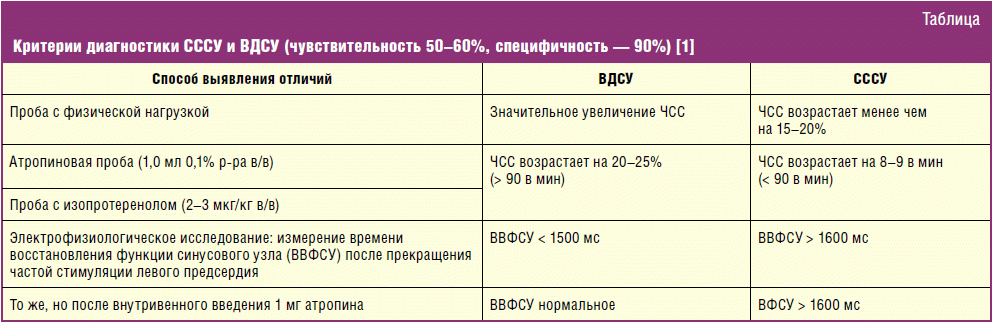 Таблица
Критерии диагностики СССУ и ВДСУ (чувствительность 50–60%, специфичность — 90%) [1]
Способ выявления отличий
ВДСУ
СССУ
Проба с физической нагрузкой
Значительное увеличение ЧСС
ЧСС возрастает менее чем
на 15–20%
Атропиновая проба (1,0 мл 0,1% р-ра в/в)
ЧСС возрастает на 20–25%
(> 90 в мин)
ЧСС возрастает на 8–9 в мин
(< 90 в мин)
Проба с изопротеренолом (2–3 мкг/кг в/в)
Электрофизиологическое исследование: измерение времени
восстановления функции синусового узла (ВВФСУ) после прекращения
частой стимуляции левого предсердия
ВВФСУ < 1500 мс
ВВФСУ > 1600 мс
То же, но после внутривенного введения 1 мг атропина
ВВФСУ нормальное
ВФСУ > 1600 мс